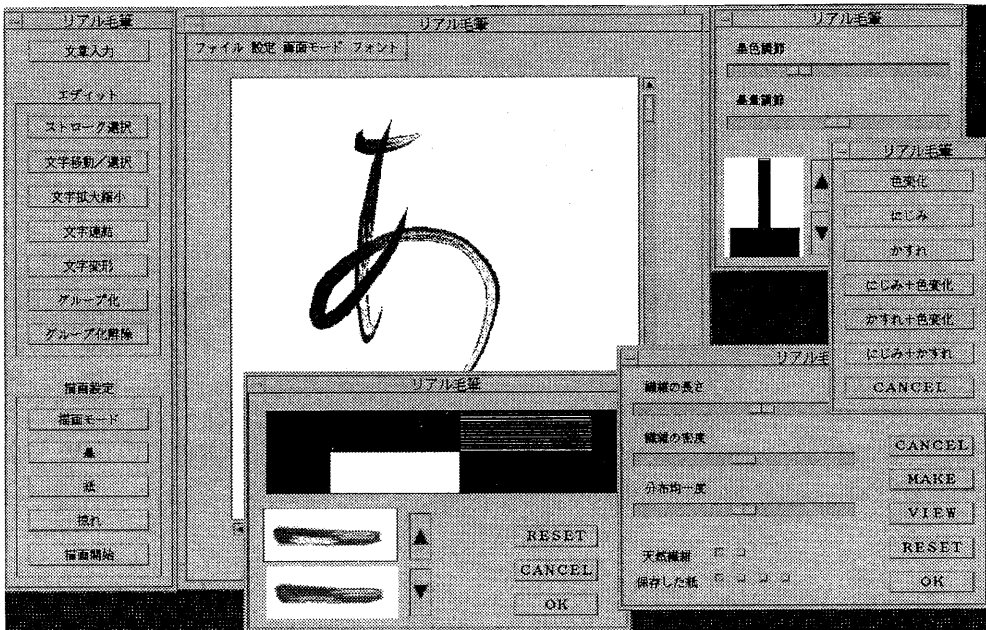 リアル毛筆
文章入力
エディット
ストローク選択
文字移動／選択
文字拡大縮小
文字連結
文字変形
グループ化
グループ化解除
描画設定
描画モード
墨
紙
掠れ
描画開始
リアル毛筆
ファイル 設定 画面モード フォント
あ
リアル毛筆
墨色調節
墨量調節
リアル毛筆
色変化
にじみ
かすれ
にじみ+色変化
かすれ+色変化
にじみ+かすれ
CANCEL
リアル毛筆
RESET
CANCEL
OK
リアル毛
繊維の長さ
繊維の密度
分布均一度
天然繊維
保存した紙
CANCEL
MAKE
VIEW
RESET
OK